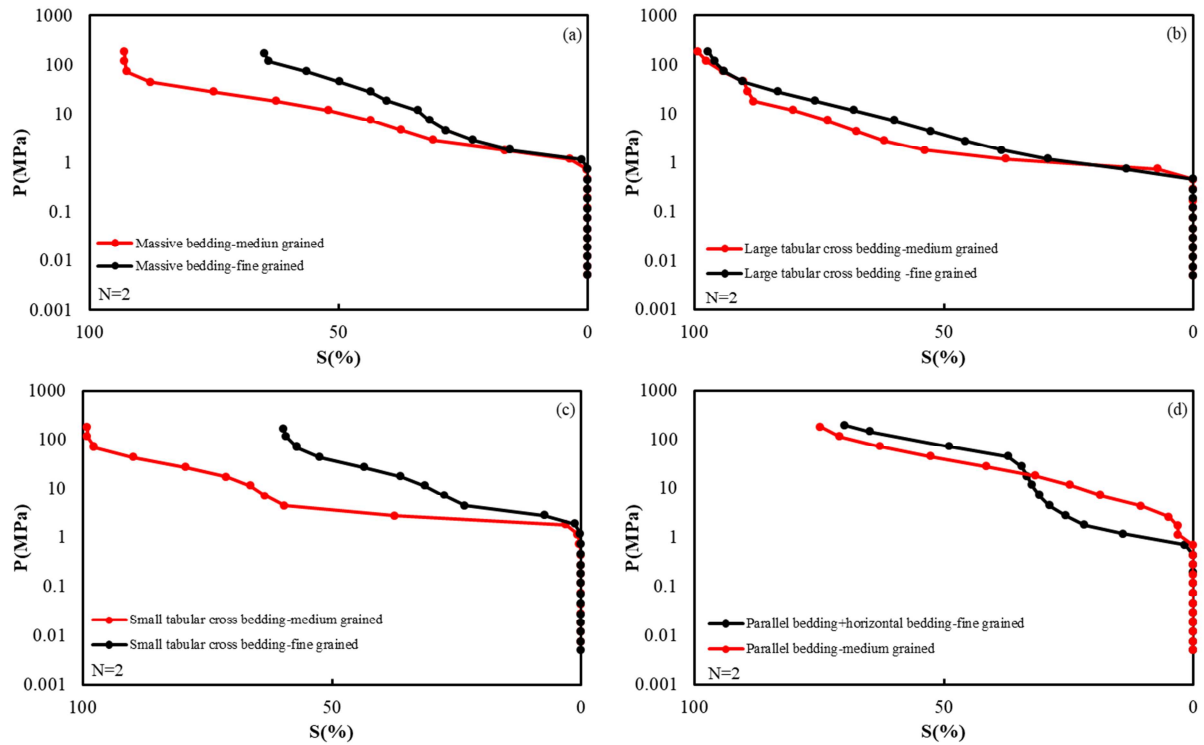 (a)
1000
100
10
1
0.1
0.01
0.001
P(MPa)
Massive bedding-mediun grained
Massive bedding-fine grained
N=2
100
50
0
S(%)
(b)
1000
100
10
1
0.1
0.01
0.001
P(MPa)
Large tabular cross bedding-medium grained
Large tabular cross bedding -fine grained
N=2
100
50
0
S(%)
(c)
1000
100
10
1
0.1
0.01
0.001
P(MPa)
Small tabular cross bedding-medium grained
Small tabular cross bedding-fine grained
N=2
100
50
0
S(%)
(d)
1000
100
10
1
0.1
0.01
0.001
P(MPa)
Parallel bedding+horizontal bedding-fine grained
Parallel bedding-medium grained
N=2
100
50
0
S(%)